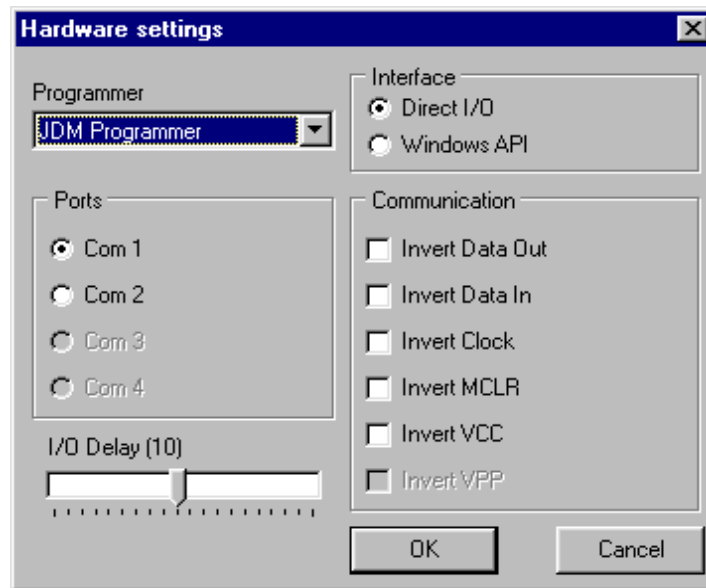 Hardware settings
Programmer
JDM Programmer
Interface
Direct I/O
Windows API
Ports
Com 1
Com 2
Com 3
Com 4
Communication
Invert Data Out
Invert Data In
Invert Clock
Invert MCLR
Invert VCC
Invert VPP
I/O Delay (10)
OK
Cancel